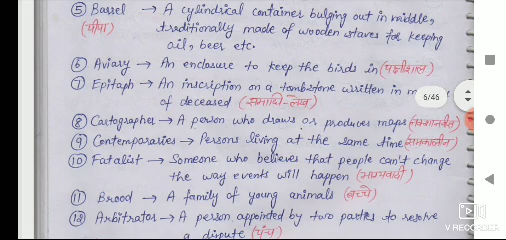 ⑤ Barrel → A cylindrical container bulging out in middle,
(पीपा) traditionally made of wooden staves for keeping
oil, beer etc.
⑥ Aviary → An enclosure to keep the birds in (पक्षीशाला)
⑦ Epitaph → An inscription on a tombstone written in m
of deceased (समाधि-लेख)
6/46
⑧ Cartographer → A person who draws or produces maps
⑨ Contemporaries → Persons living at the same time (समकालीन)
⑩ Fatalist → Someone who believes that people can't change
the way events will happen (भाग्यवादी)
⑪ Brood → A family of young animals (बच्चे)
⑫ Arbitrator → A person appointed by two parties to resolve
a dispute (पंच)
V RECORDER